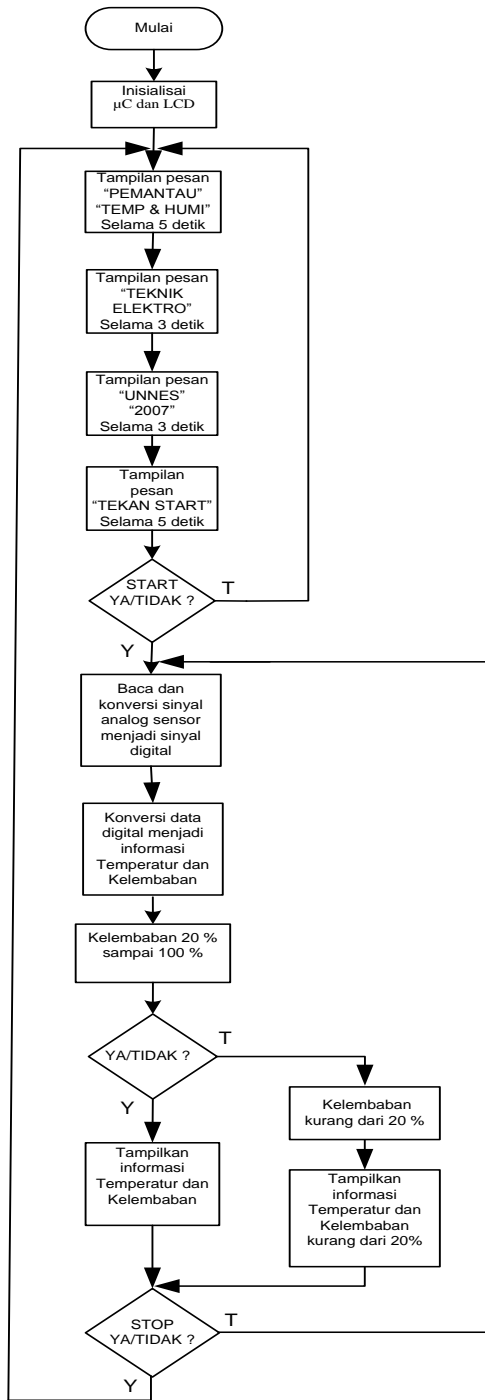 Mulai
Inisialisai
µC dan LCD
Tampilan pesan
“PEMANTAU”
“TEMP & HUMI”
Selama 5 detik
Tampilan pesan
“TEKNIK
ELEKTRO”
Selama 3 detik
Tampilan pesan
“UNNES”
“2007”
Selama 3 detik
Tampilan
pesan
“TEKAN START”
Selama 5 detik
START
YA/TIDAK ?
T
Y
Baca dan
konversi sinyal
analog sensor
menjadi sinyal
digital
Konversi data
digital menjadi
informasi
Temperatur dan
Kelembaban
Kelembaban 20 %
sampai 100 %
YA/TIDAK ?
T
Y
Kelembaban
kurang dari 20 %
Tampilkan
informasi
Temperatur dan
Kelembaban
Tampilkan
informasi
Temperatur dan
Kelembaban
kurang dari 20%
STOP
YA/TIDAK ?
T
Y